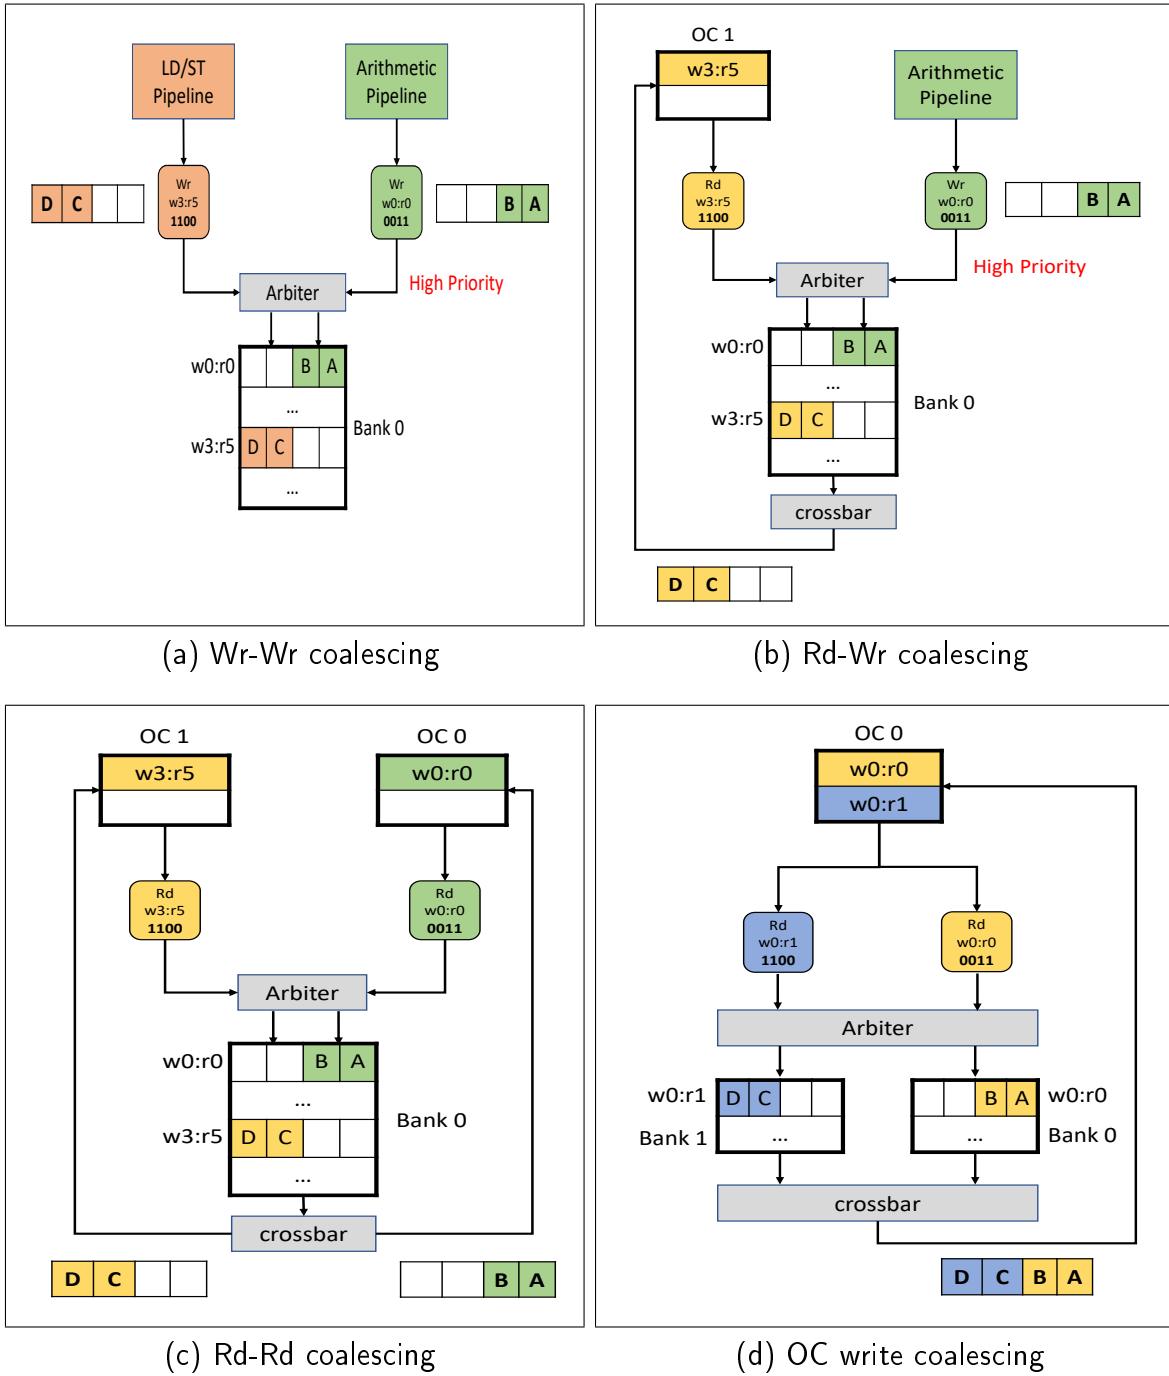 LD/ST
Pipeline
Arithmetic
Pipeline
D C
Wr
w3:r5
1100
Wr
w0:r0
0011
B A
High Priority
Arbiter
w0:r0
B A
...
w3:r5
D C
...
Bank 0
(a) Wr-Wr coalescing
OC 1
w3:r5
Arithmetic
Pipeline
Rd
w3:r5
1100
Wr
w0:r0
0011
B A
High Priority
Arbiter
w0:r0
B A
...
w3:r5
D C
...
Bank 0
crossbar
D C
(b) Rd-Wr coalescing
OC 1
w3:r5
OC 0
w0:r0
Rd
w3:r5
1100
Rd
w0:r0
0011
Arbiter
w0:r0
B A
...
w3:r5
D C
...
Bank 0
crossbar
D C
B A
(c) Rd-Rd coalescing
OC 0
w0:r0
w0:r1
Rd
w0:r1
1100
Rd
w0:r0
0011
Arbiter
w0:r1
D C
...
Bank 1
B A
w0:r0
...
Bank 0
crossbar
D C B A
(d) OC write coalescing